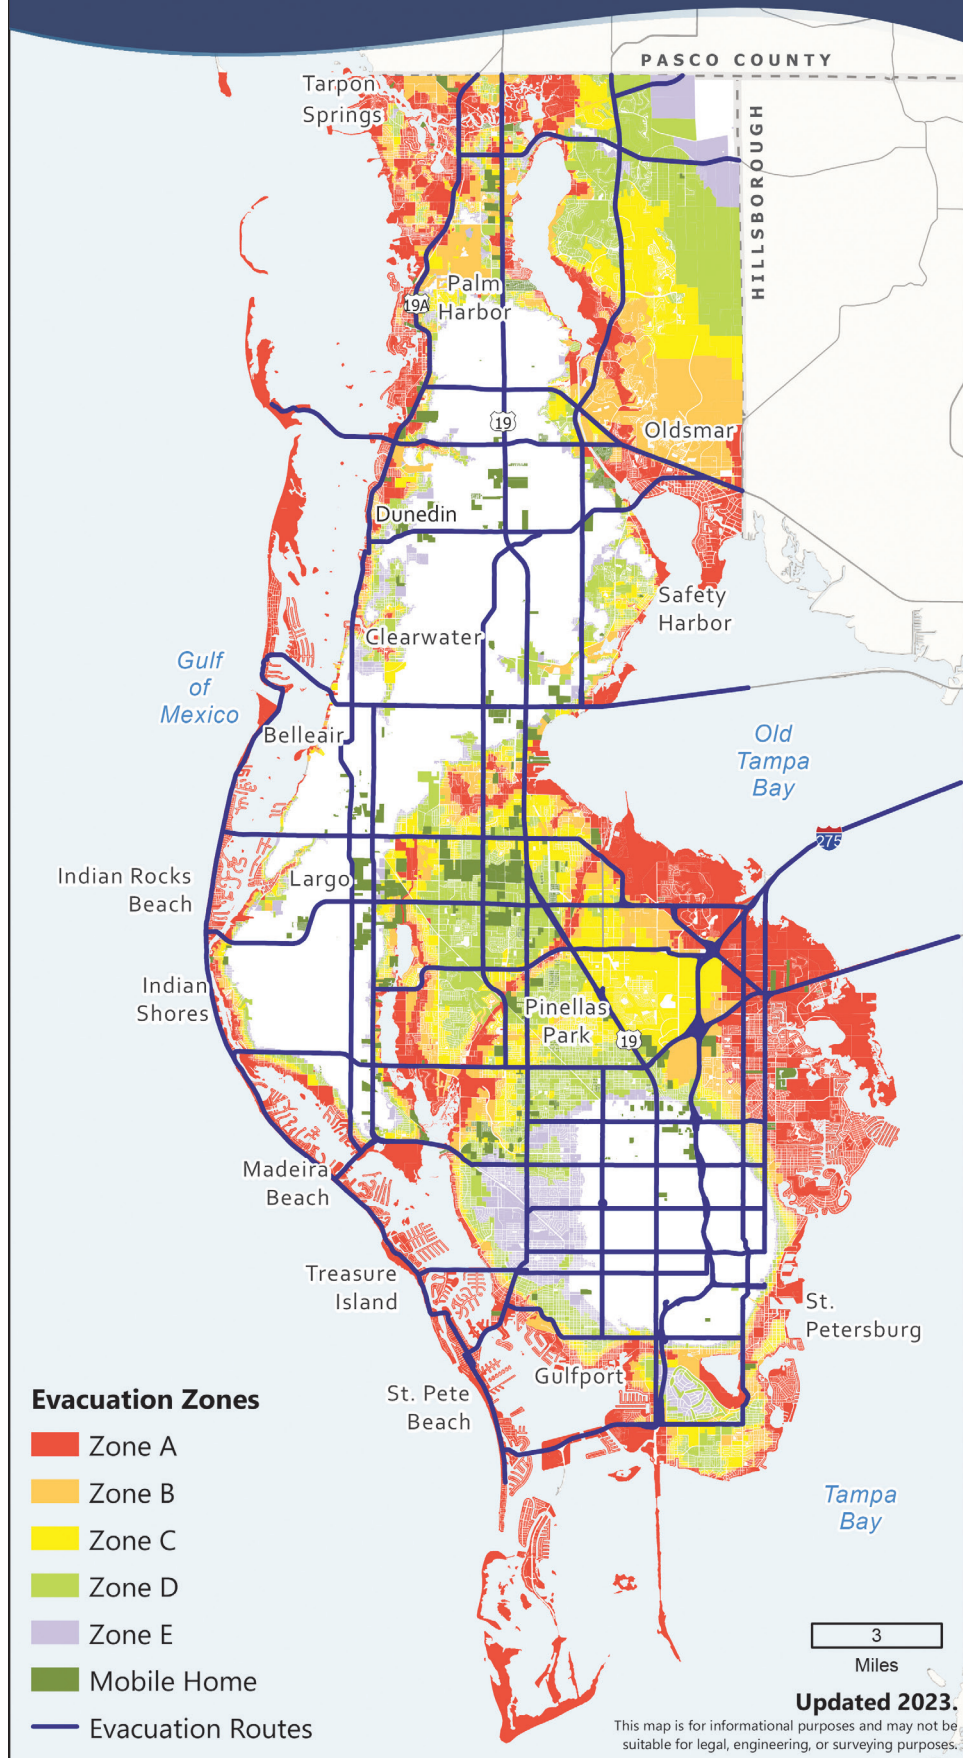 PASCO COUNTY
Tarpon
Springs
HILLSBOROUGH
Palm
Harbor
19A
19
Oldsmar
Dunedin
Safety
Harbor
Clearwater
Gulf
of
Mexico
Belleair
Old
Tampa
Bay
275
Indian Rocks
Beach
Largo
Indian
Shores
Pinellas
Park
19
Madeira
Beach
Treasure
Island
St.
Petersburg
Gulfport
St. Pete
Beach
Tampa
Bay
Evacuation Zones
Zone A
Zone B
Zone C
Zone D
Zone E
Mobile Home
Evacuation Routes
3
Miles
Updated 2023.
This map is for informational purposes and may not be
suitable for legal, engineering, or surveying purposes.